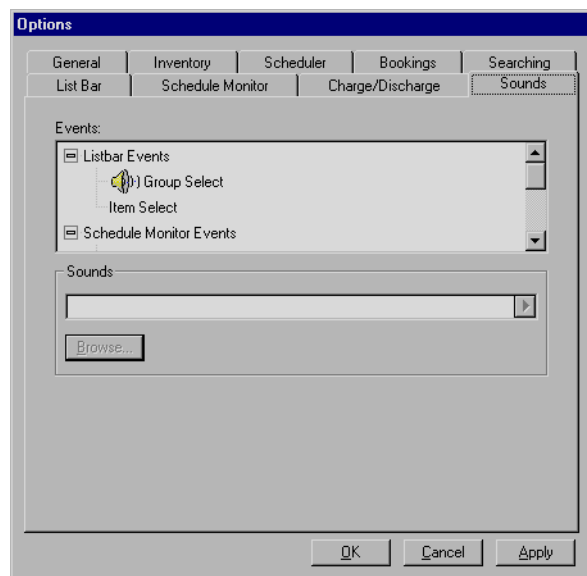 Options
General Inventory Scheduler Bookings Searching
List Bar Schedule Monitor Charge/Discharge Sounds
Events:
Listbar Events
Group Select
Item Select
Schedule Monitor Events
Sounds
Browse...
OK Cancel Apply